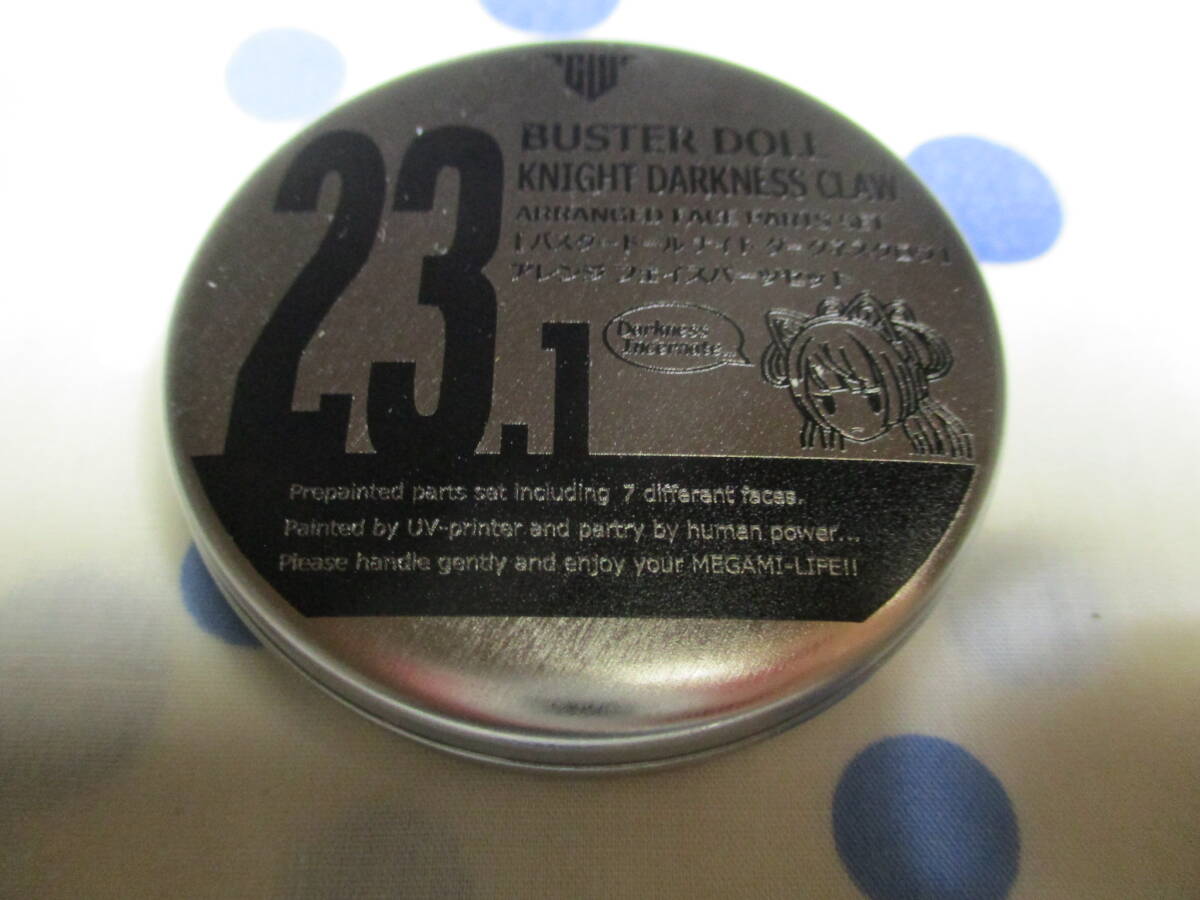 GW
23.1
BUSTER DOLL
KNIGHT DARKNESS CLAW
ARRANGED FACE PARTS SET
[バスタードール ナイト ダークネスクロウ]
アレンジ フェイスパーツセット
Darkness
Incernate...
Prepainted parts set including 7 different faces.
Painted by UV-printer and partry by human power...
Please handle gently and enjoy your MEGAMI-LIFE!!